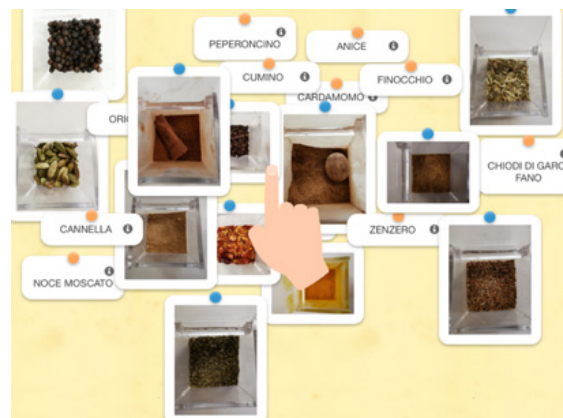 PEPERONCINO
ANICE
CUMINO
FINOCCHIO
CARDAMOMO
CHIODI DI GARO
FANO
CANNELLA
ZENZERO
NOCE MOSCATO